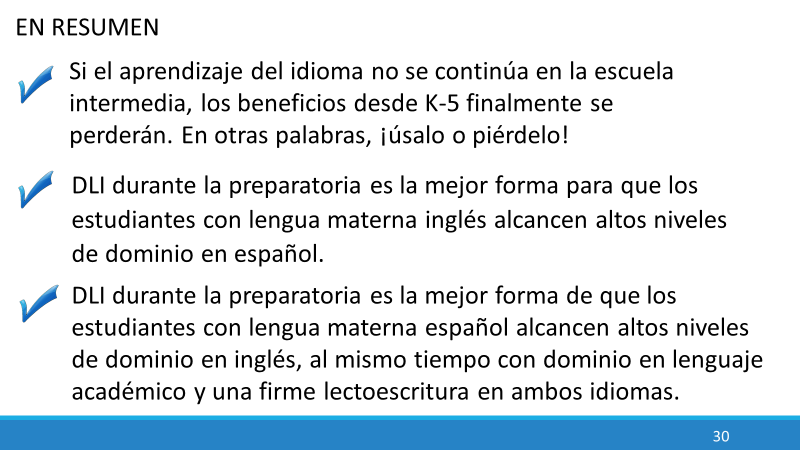 EN RESUMEN
Si el aprendizaje del idioma no se continúa en la escuela
intermedia, los beneficios desde K-5 finalmente se
perderán. En otras palabras, ¡úsalo o piérdelo!
DLI durante la preparatoria es la mejor forma para que los
estudiantes con lengua materna inglés alcancen altos niveles
de dominio en español.
DLI durante la preparatoria es la mejor forma de que los
estudiantes con lengua materna español alcancen altos niveles
de dominio en inglés, al mismo tiempo con dominio en lenguaje
académico y una firme lectoescritura en ambos idiomas.
30